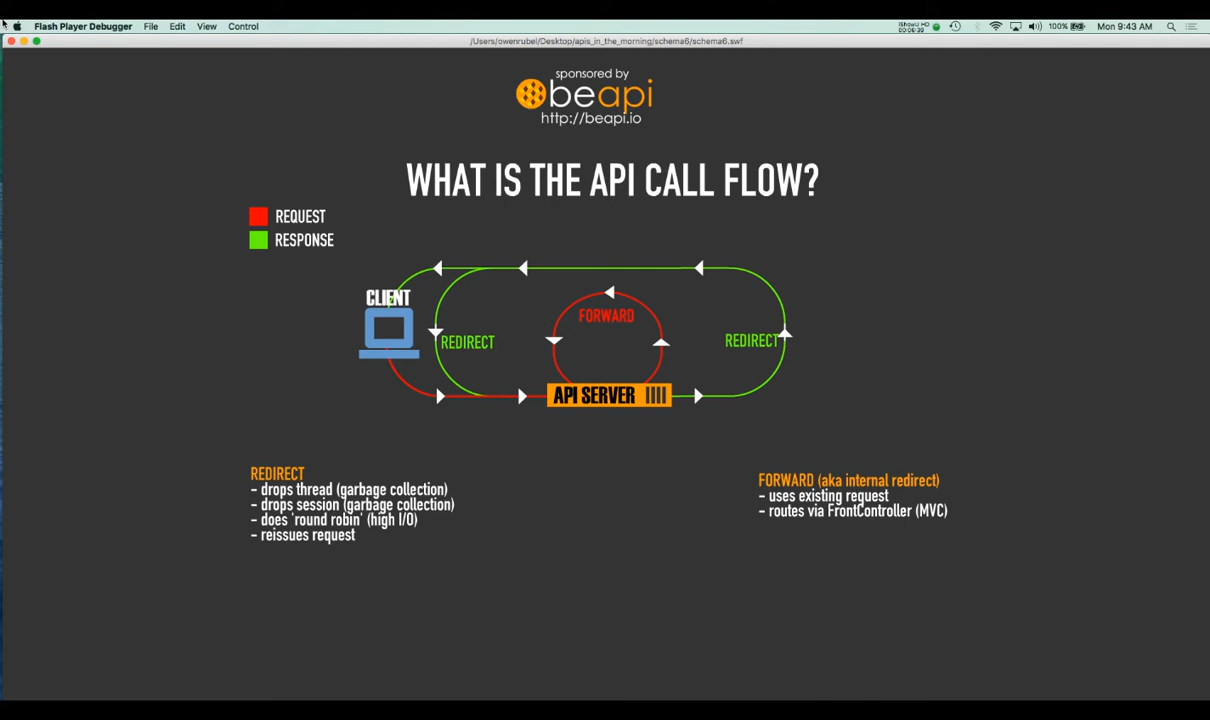 Flash Player Debugger File Edit View Control
100% Mon 9:43 AM
/Users/owenrubel/Desktop/apis_in_the_morning/schema6/schema6.swf
sponsored by
beapi
http://beapi.io
WHAT IS THE API CALL FLOW?
REQUEST
RESPONSE
CLIENT
FORWARD
REDIRECT
REDIRECT
API SERVER
REDIRECT
- drops thread (garbage collection)
- drops session (garbage collection)
- does 'round robin' (high I/O)
- reissues request
FORWARD (aka internal redirect)
- uses existing request
- routes via FrontController (MVC)